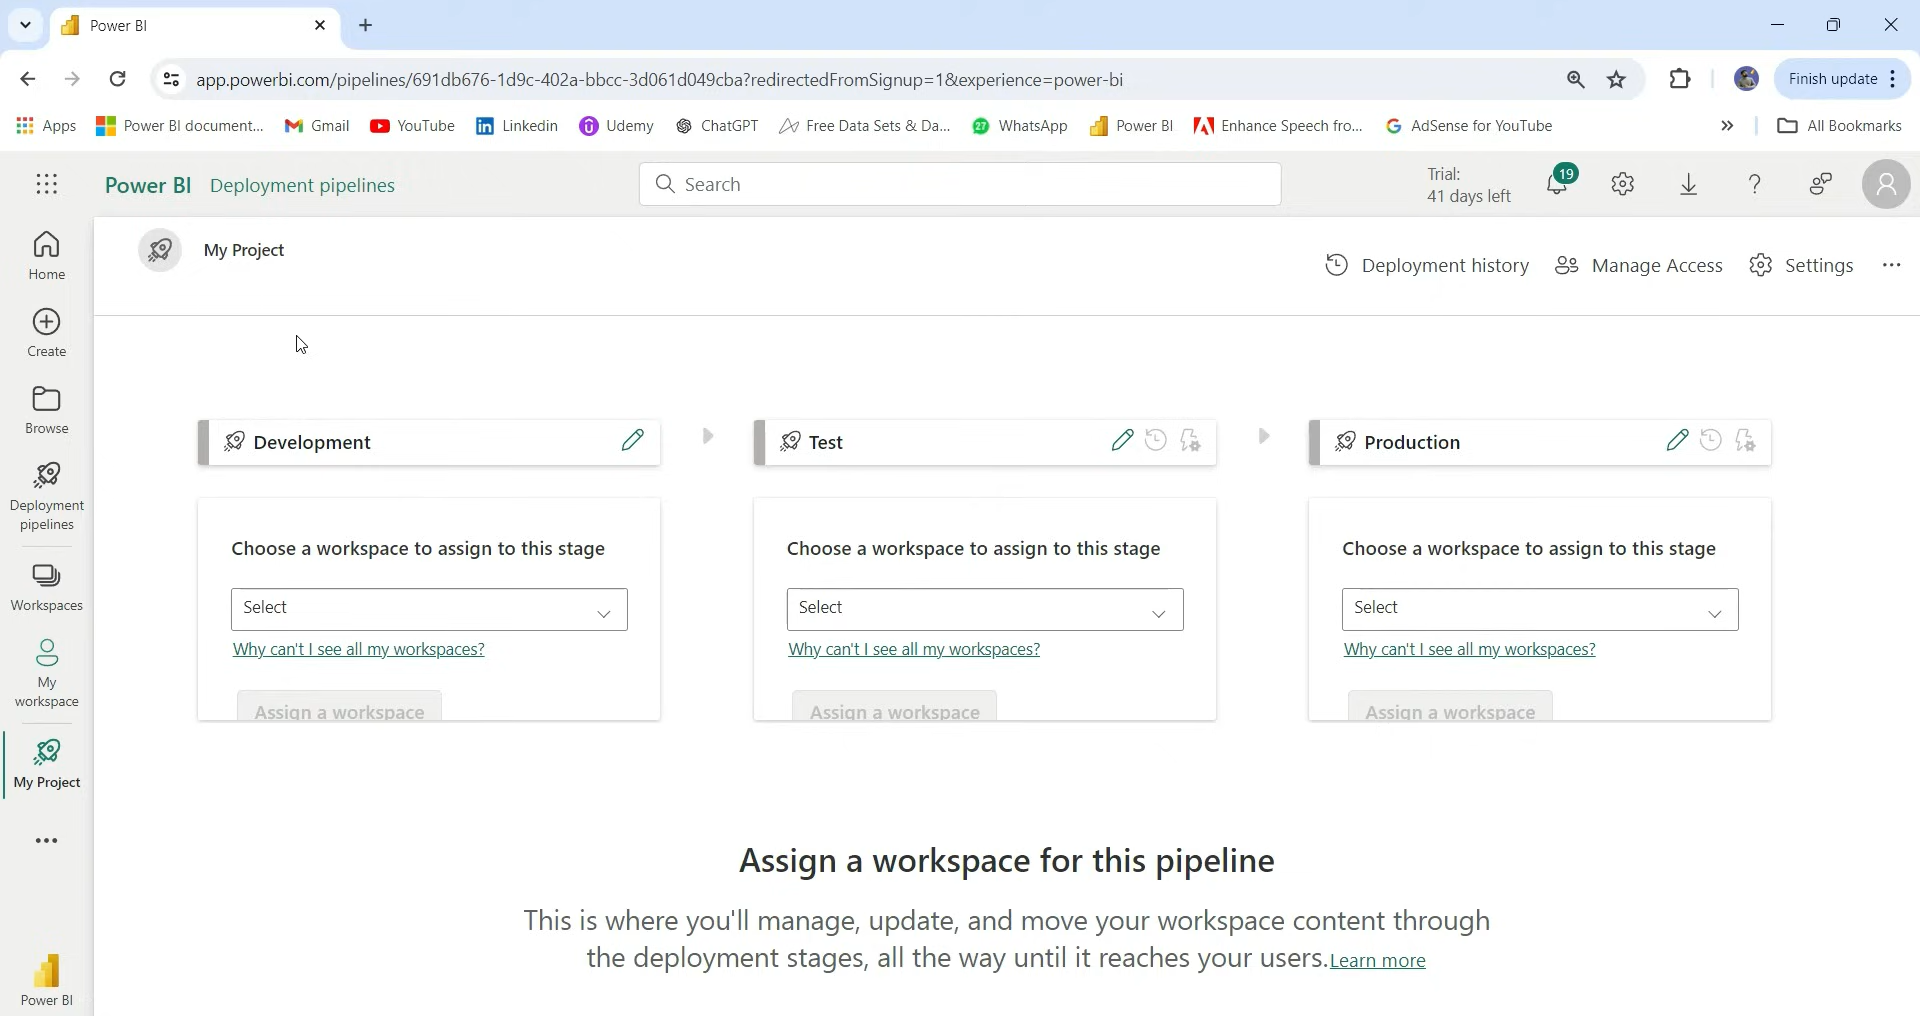 Power BI
app.powerbi.com/pipelines/691db676-1d9c-402a-bbcc-3d061d049cba?redirectedFromSignup=1&experience=power-bi
Finish update
Apps
Power BI document...
Gmail
YouTube
Linkedin
Udemy
ChatGPT
Free Data Sets & Da...
27
WhatsApp
Power BI
Enhance Speech fro...
AdSense for YouTube
All Bookmarks
Power BI Deployment pipelines
Search
Trial:
41 days left
19
Home
Create
Browse
Deployment
pipelines
Workspaces
My
workspace
My Project
Power BI
My Project
Deployment history
Manage Access
Settings
Development
Test
Production
Choose a workspace to assign to this stage
Select
Why can't I see all my workspaces?
Assign a workspace
Choose a workspace to assign to this stage
Select
Why can't I see all my workspaces?
Assign a workspace
Choose a workspace to assign to this stage
Select
Why can't I see all my workspaces?
Assign a workspace
Assign a workspace for this pipeline
This is where you'll manage, update, and move your workspace content through
the deployment stages, all the way until it reaches your users. Learn more